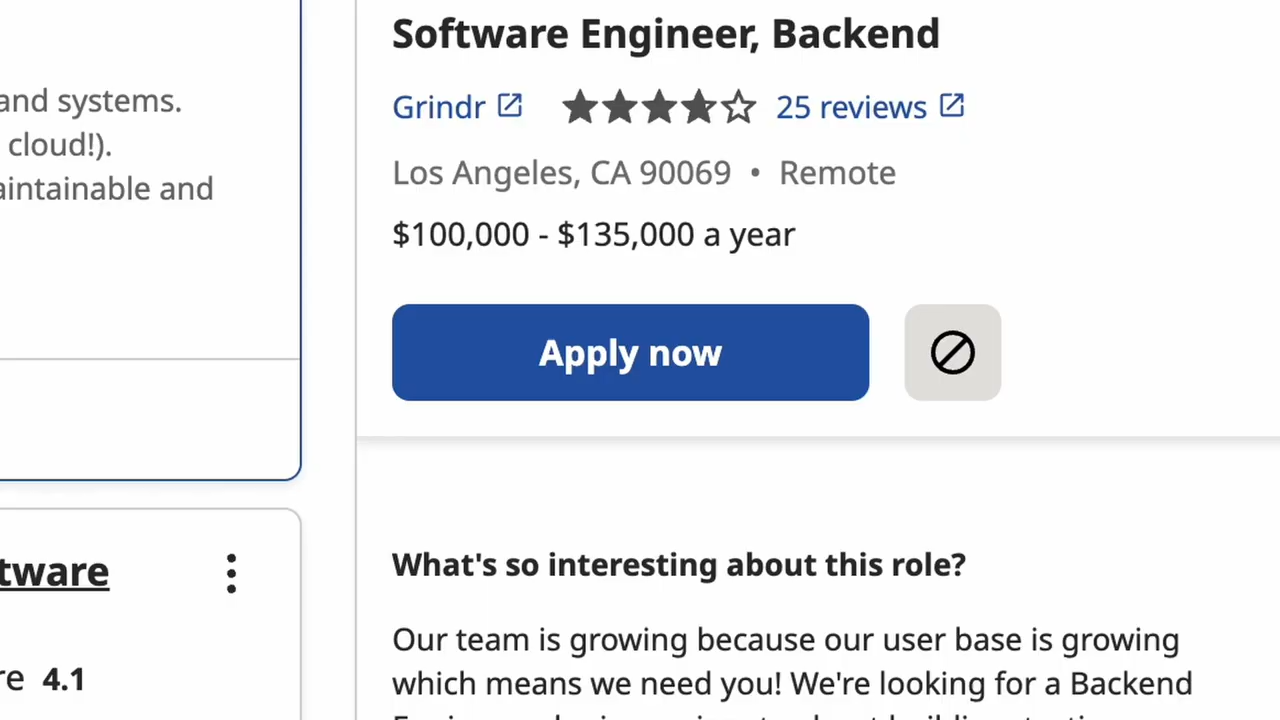 Software Engineer, Backend
Grindr 25 reviews
Los Angeles, CA 90069 • Remote
$100,000 - $135,000 a year
Apply now
What's so interesting about this role?
Our team is growing because our user base is growing
which means we need you! We're looking for a Backend
and systems.
cloud!).
and
tware
4.1